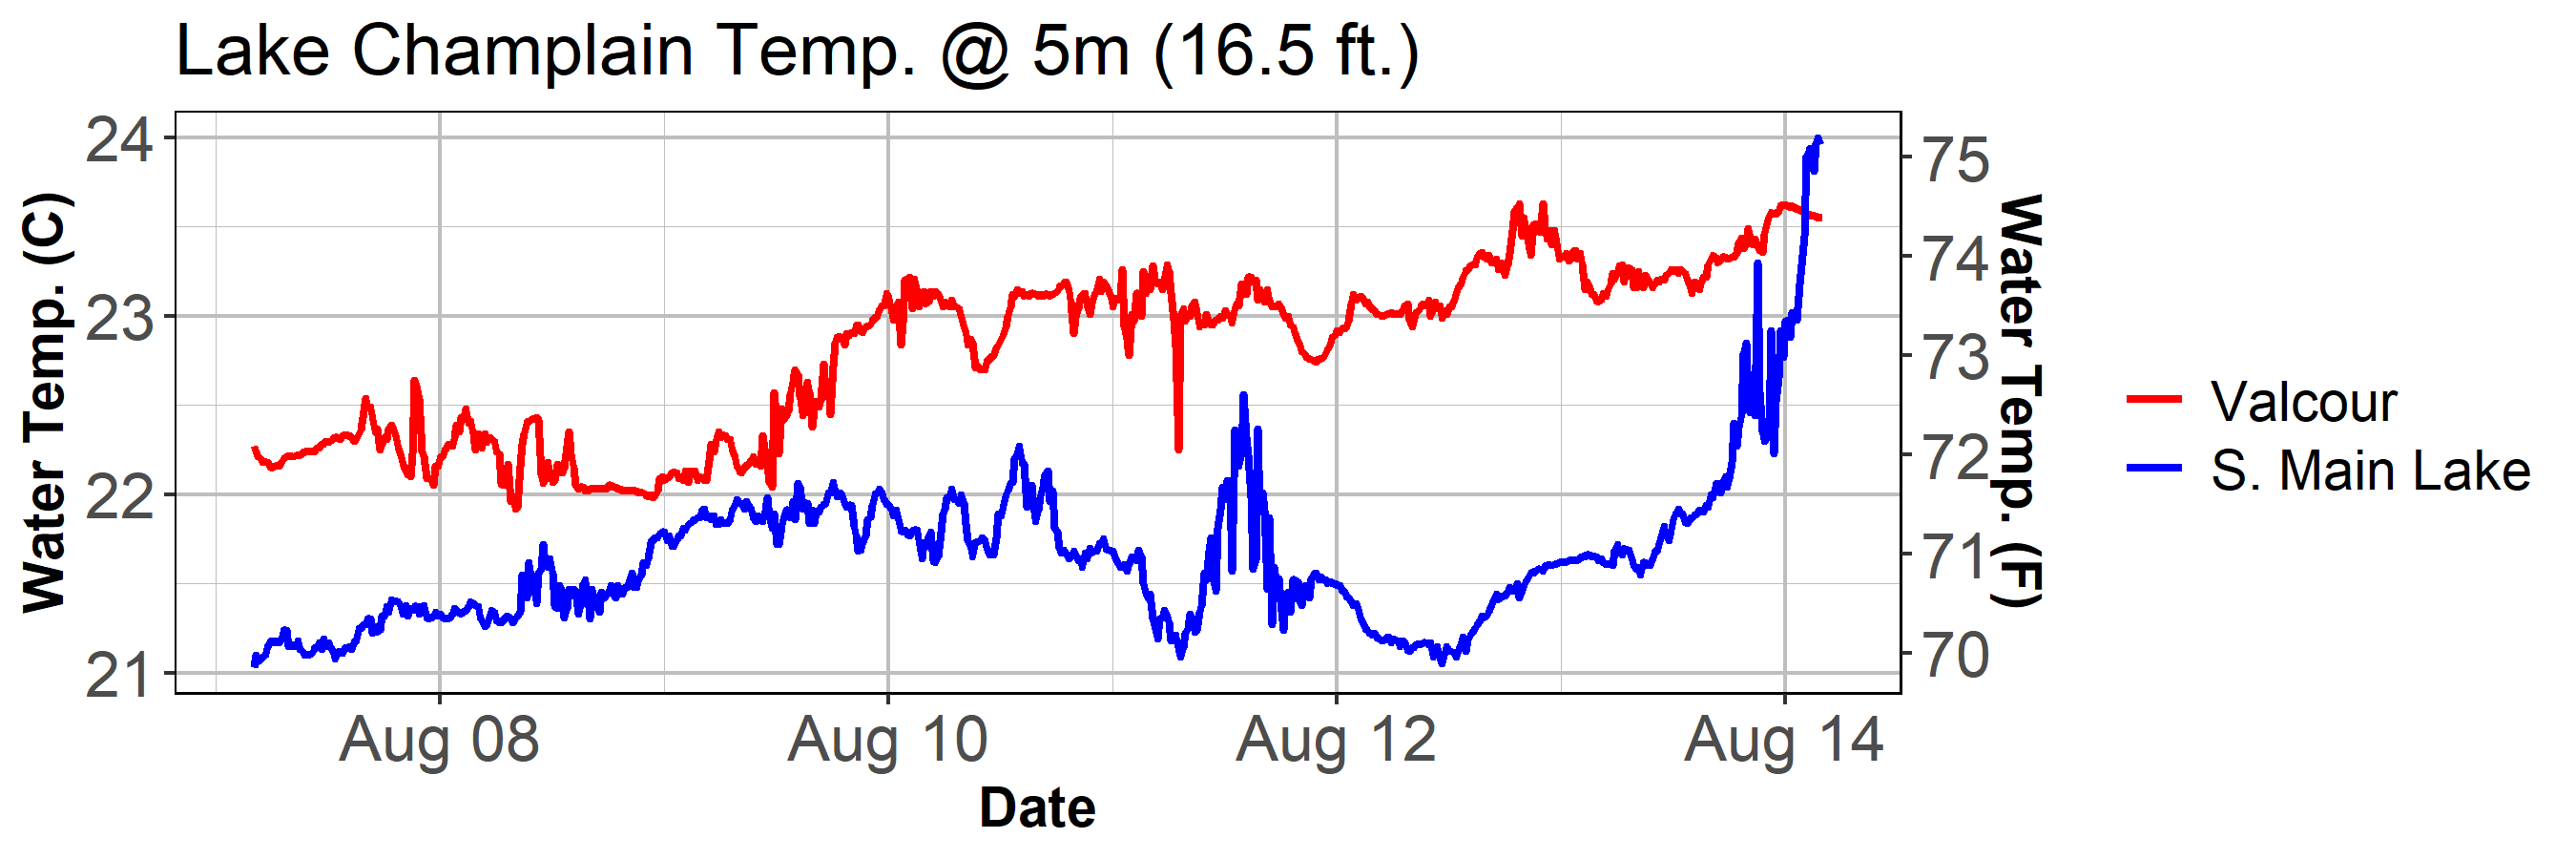 Lake Champlain Temp. @ 5m (16.5 ft.)
Water Temp. (C)
24
23
22
21
75
74
73
72
71
70
Water Temp. (F)
Aug 08
Aug 10
Aug 12
Aug 14
Date
Valcour
S. Main Lake